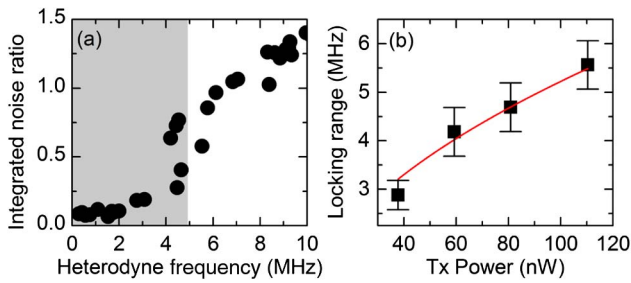 (a)
Integrated noise ratio
1.5
1.0
0.5
0.0
0 2 4 6 8 10
Heterodyne frequency (MHz)
(b)
Locking range (MHz)
6
5
4
3
40 60 80 100 120
Tx Power (nW)